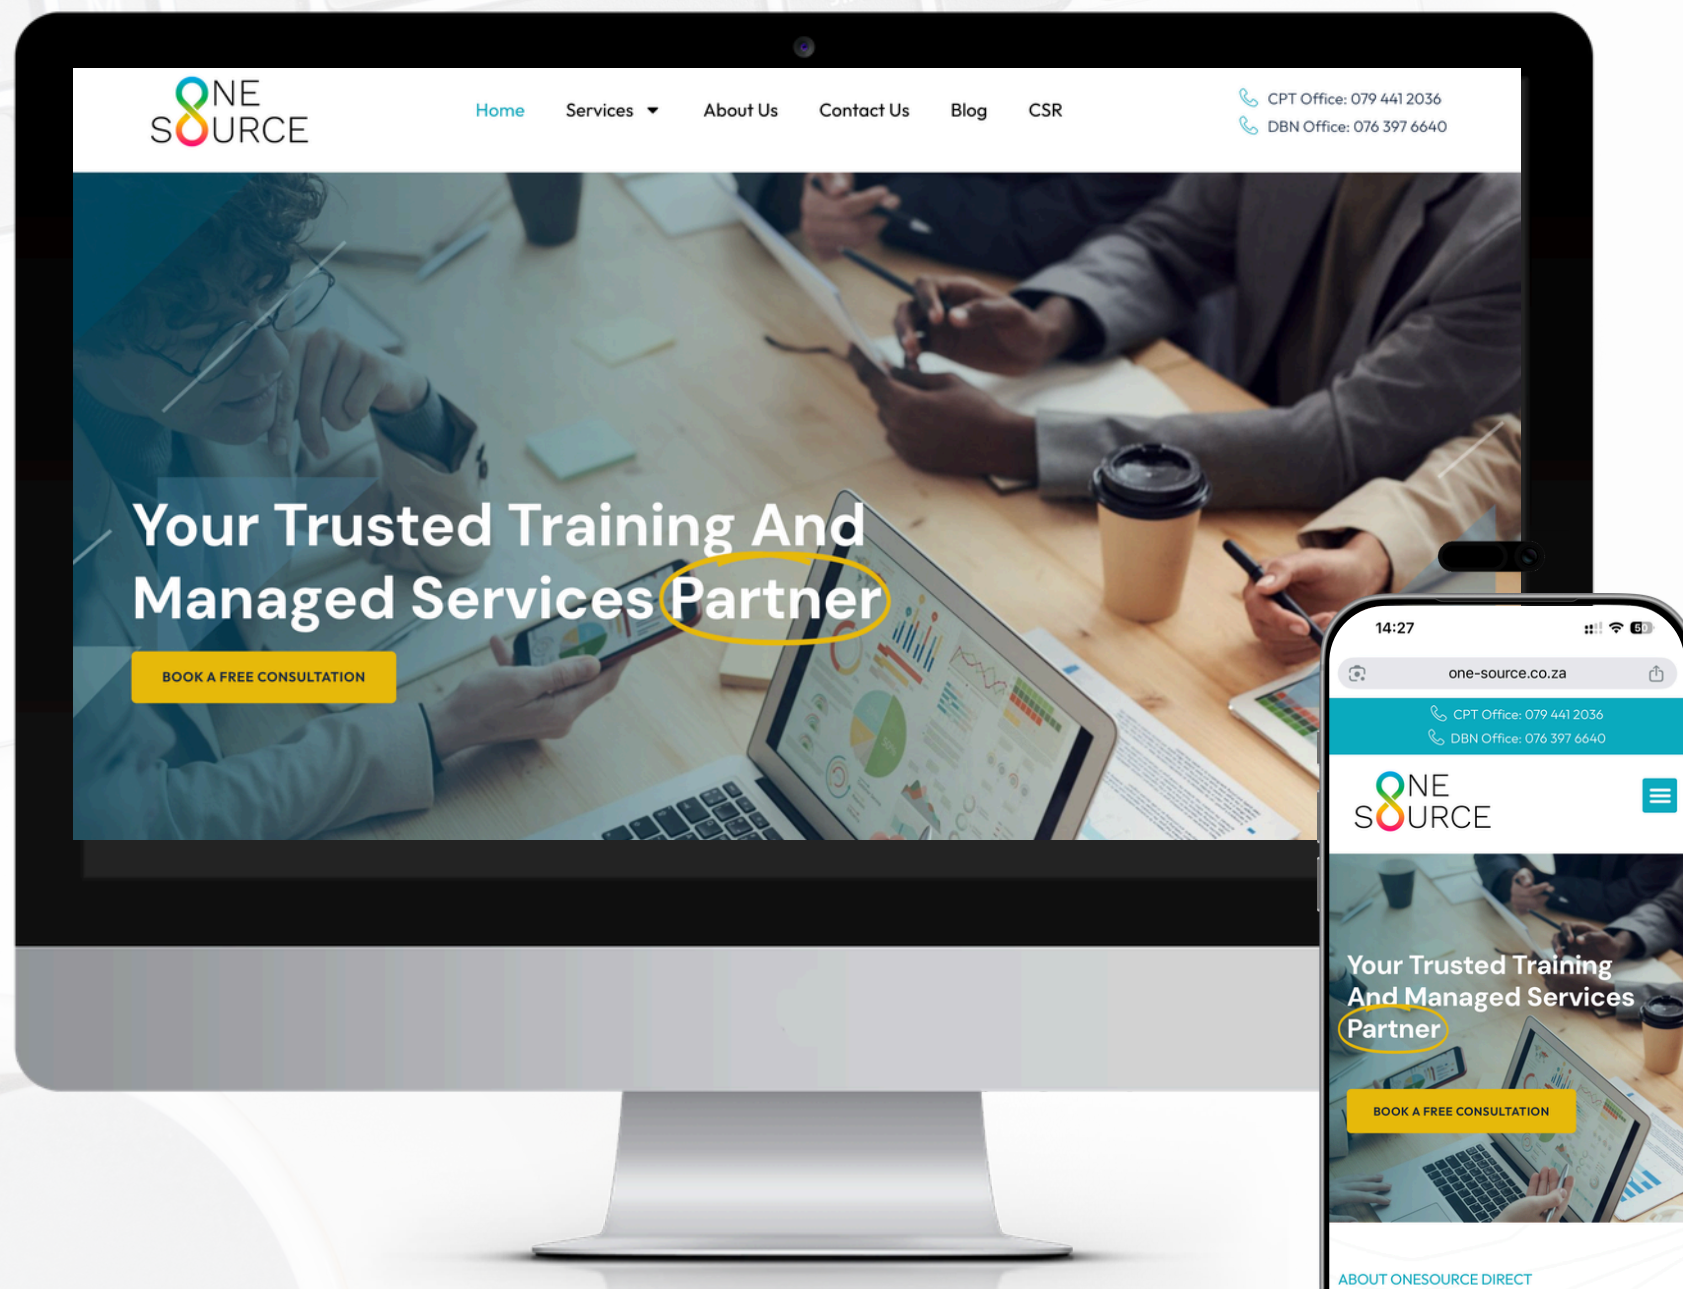 ONE
SOURCE
Home
Services
About Us
Contact Us
Blog
CSR
CPT Office: 079 441 2036
DBN Office: 076 397 6640
Your Trusted Training And
Managed Services Partner
BOOK A FREE CONSULTATION
14:27
50
one-source.co.za
CPT Office: 079 441 2036
DBN Office: 076 397 6640
ONE
SOURCE
Your Trusted Training
And Managed Services
Partner
BOOK A FREE CONSULTATION
ABOUT ONESOURCE DIRECT